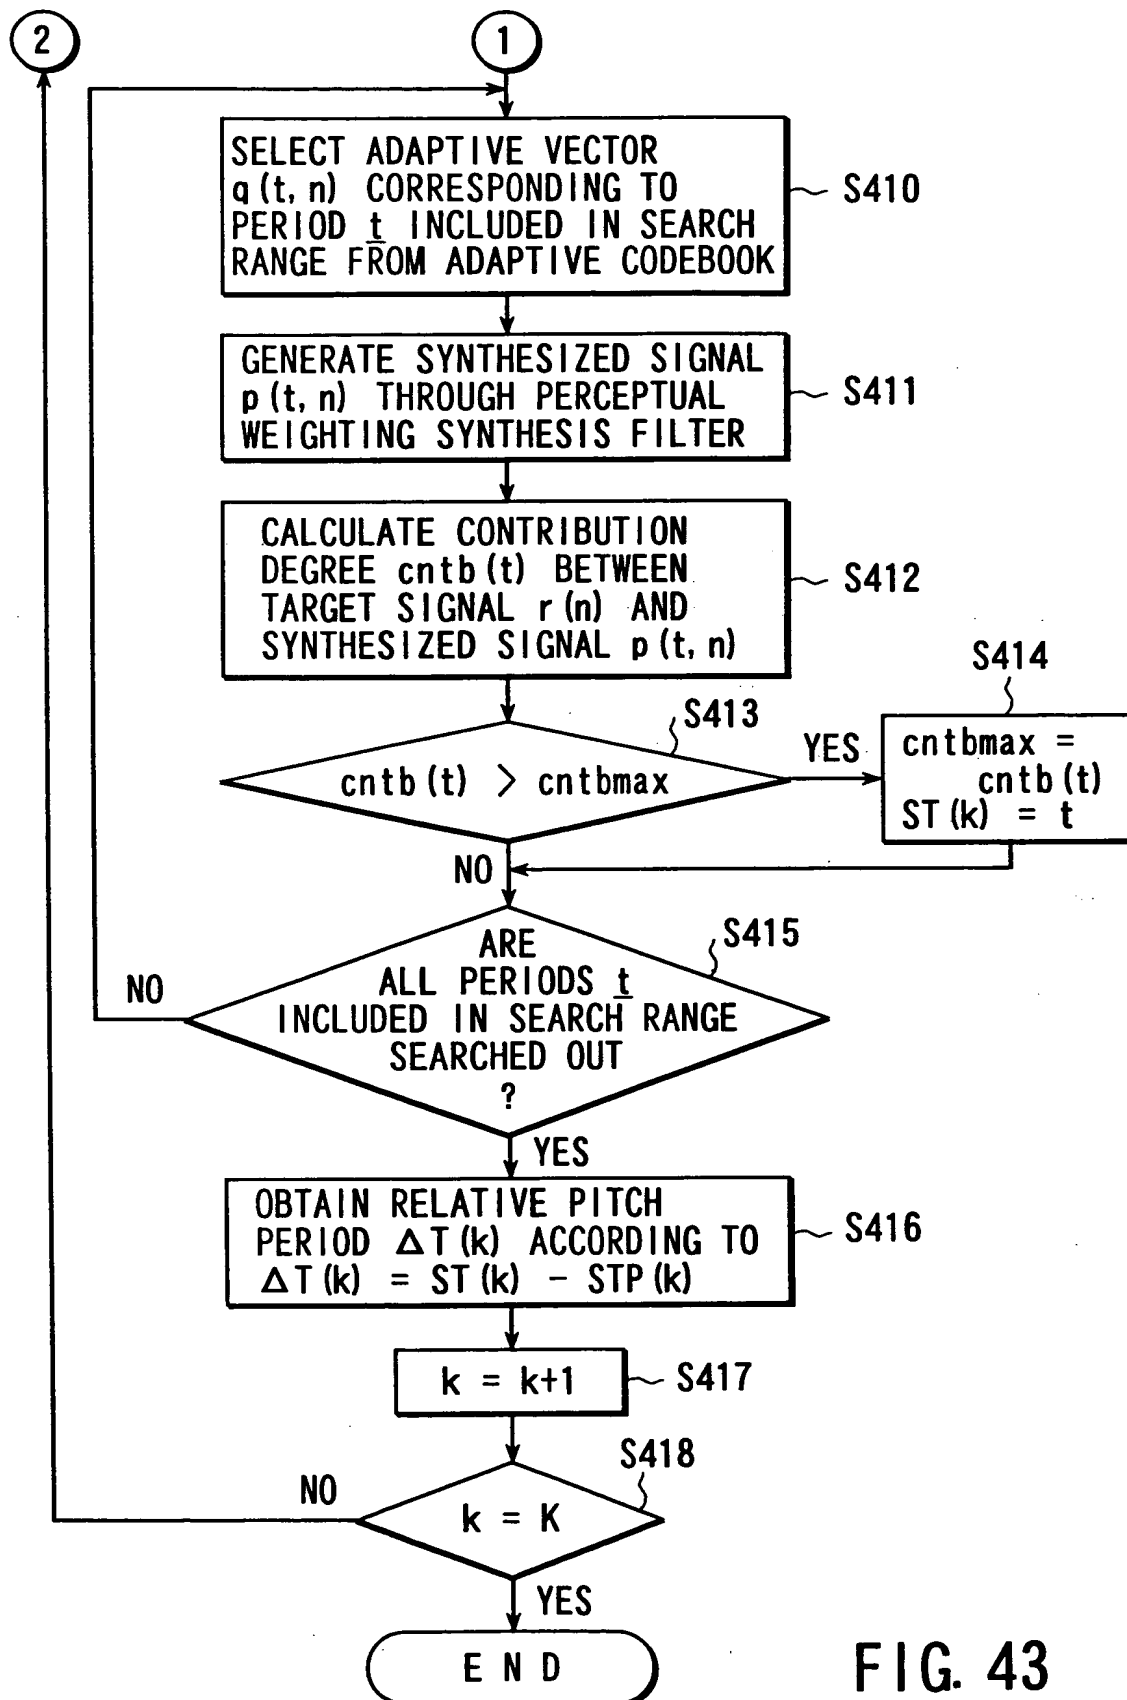 2
1
SELECT ADAPTIVE VECTOR
q(t, n) CORRESPONDING TO
PERIOD t INCLUDED IN SEARCH
RANGE FROM ADAPTIVE CODEBOOK
S410
GENERATE SYNTHESIZED SIGNAL
p(t, n) THROUGH PERCEPTUAL
WEIGHTING SYNTHESIS FILTER
S411
CALCULATE CONTRIBUTION
DEGREE cntb(t) BETWEEN
TARGET SIGNAL r(n) AND
SYNTHESIZED SIGNAL p(t, n)
S412
S413
cntb(t) > cntbmax
YES
S414
cntbmax =
cntb(t)
ST(k) = t
NO
S415
ARE
ALL PERIODS t
INCLUDED IN SEARCH RANGE
SEARCHED OUT
?
NO
YES
OBTAIN RELATIVE PITCH
PERIOD ΔT(k) ACCORDING TO
ΔT(k) = ST(k) - STP(k)
S416
k = k+1
S417
S418
k = K
NO
YES
END
FIG. 43